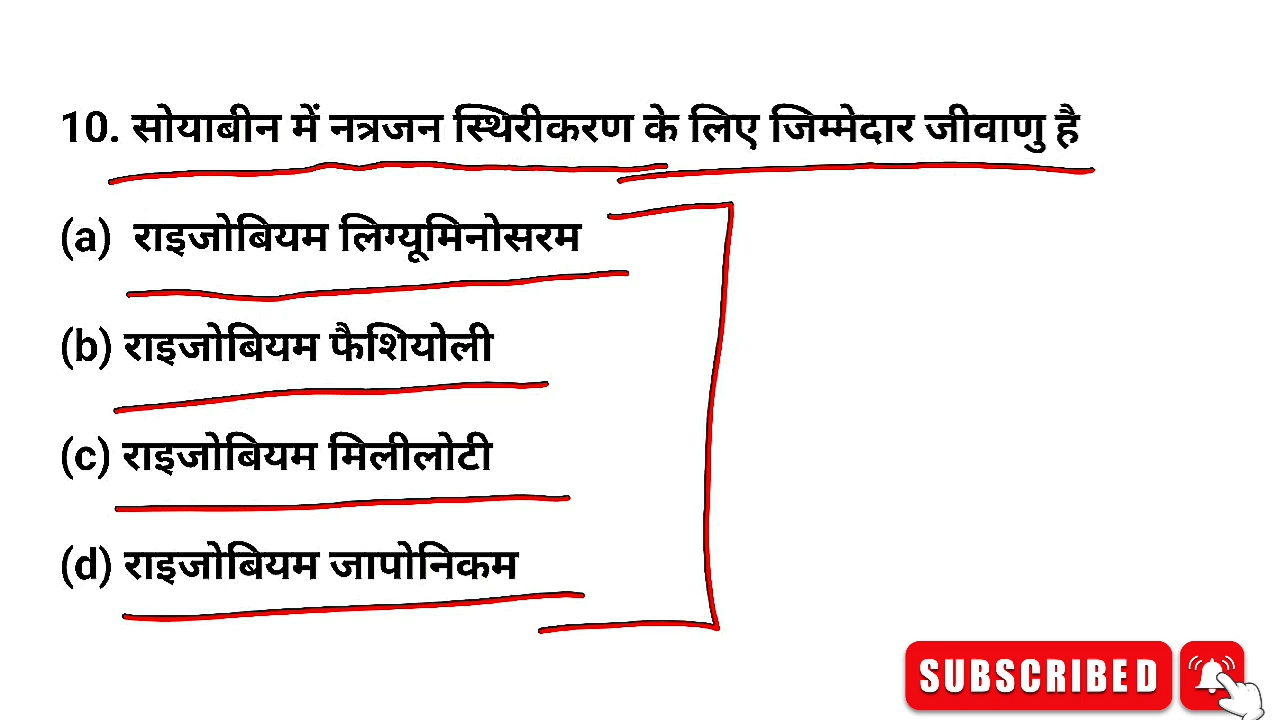 10. सोयाबीन में नत्रजन स्थिरीकरण के लिए जिम्मेदार जीवाणु है
(a) राइजोबियम लिग्यूमिनोसरम
(b) राइजोबियम फैशियोली
(c) राइजोबियम मिलीलोटी
(d) राइजोबियम जापोनिकम
SUBSCRIBED